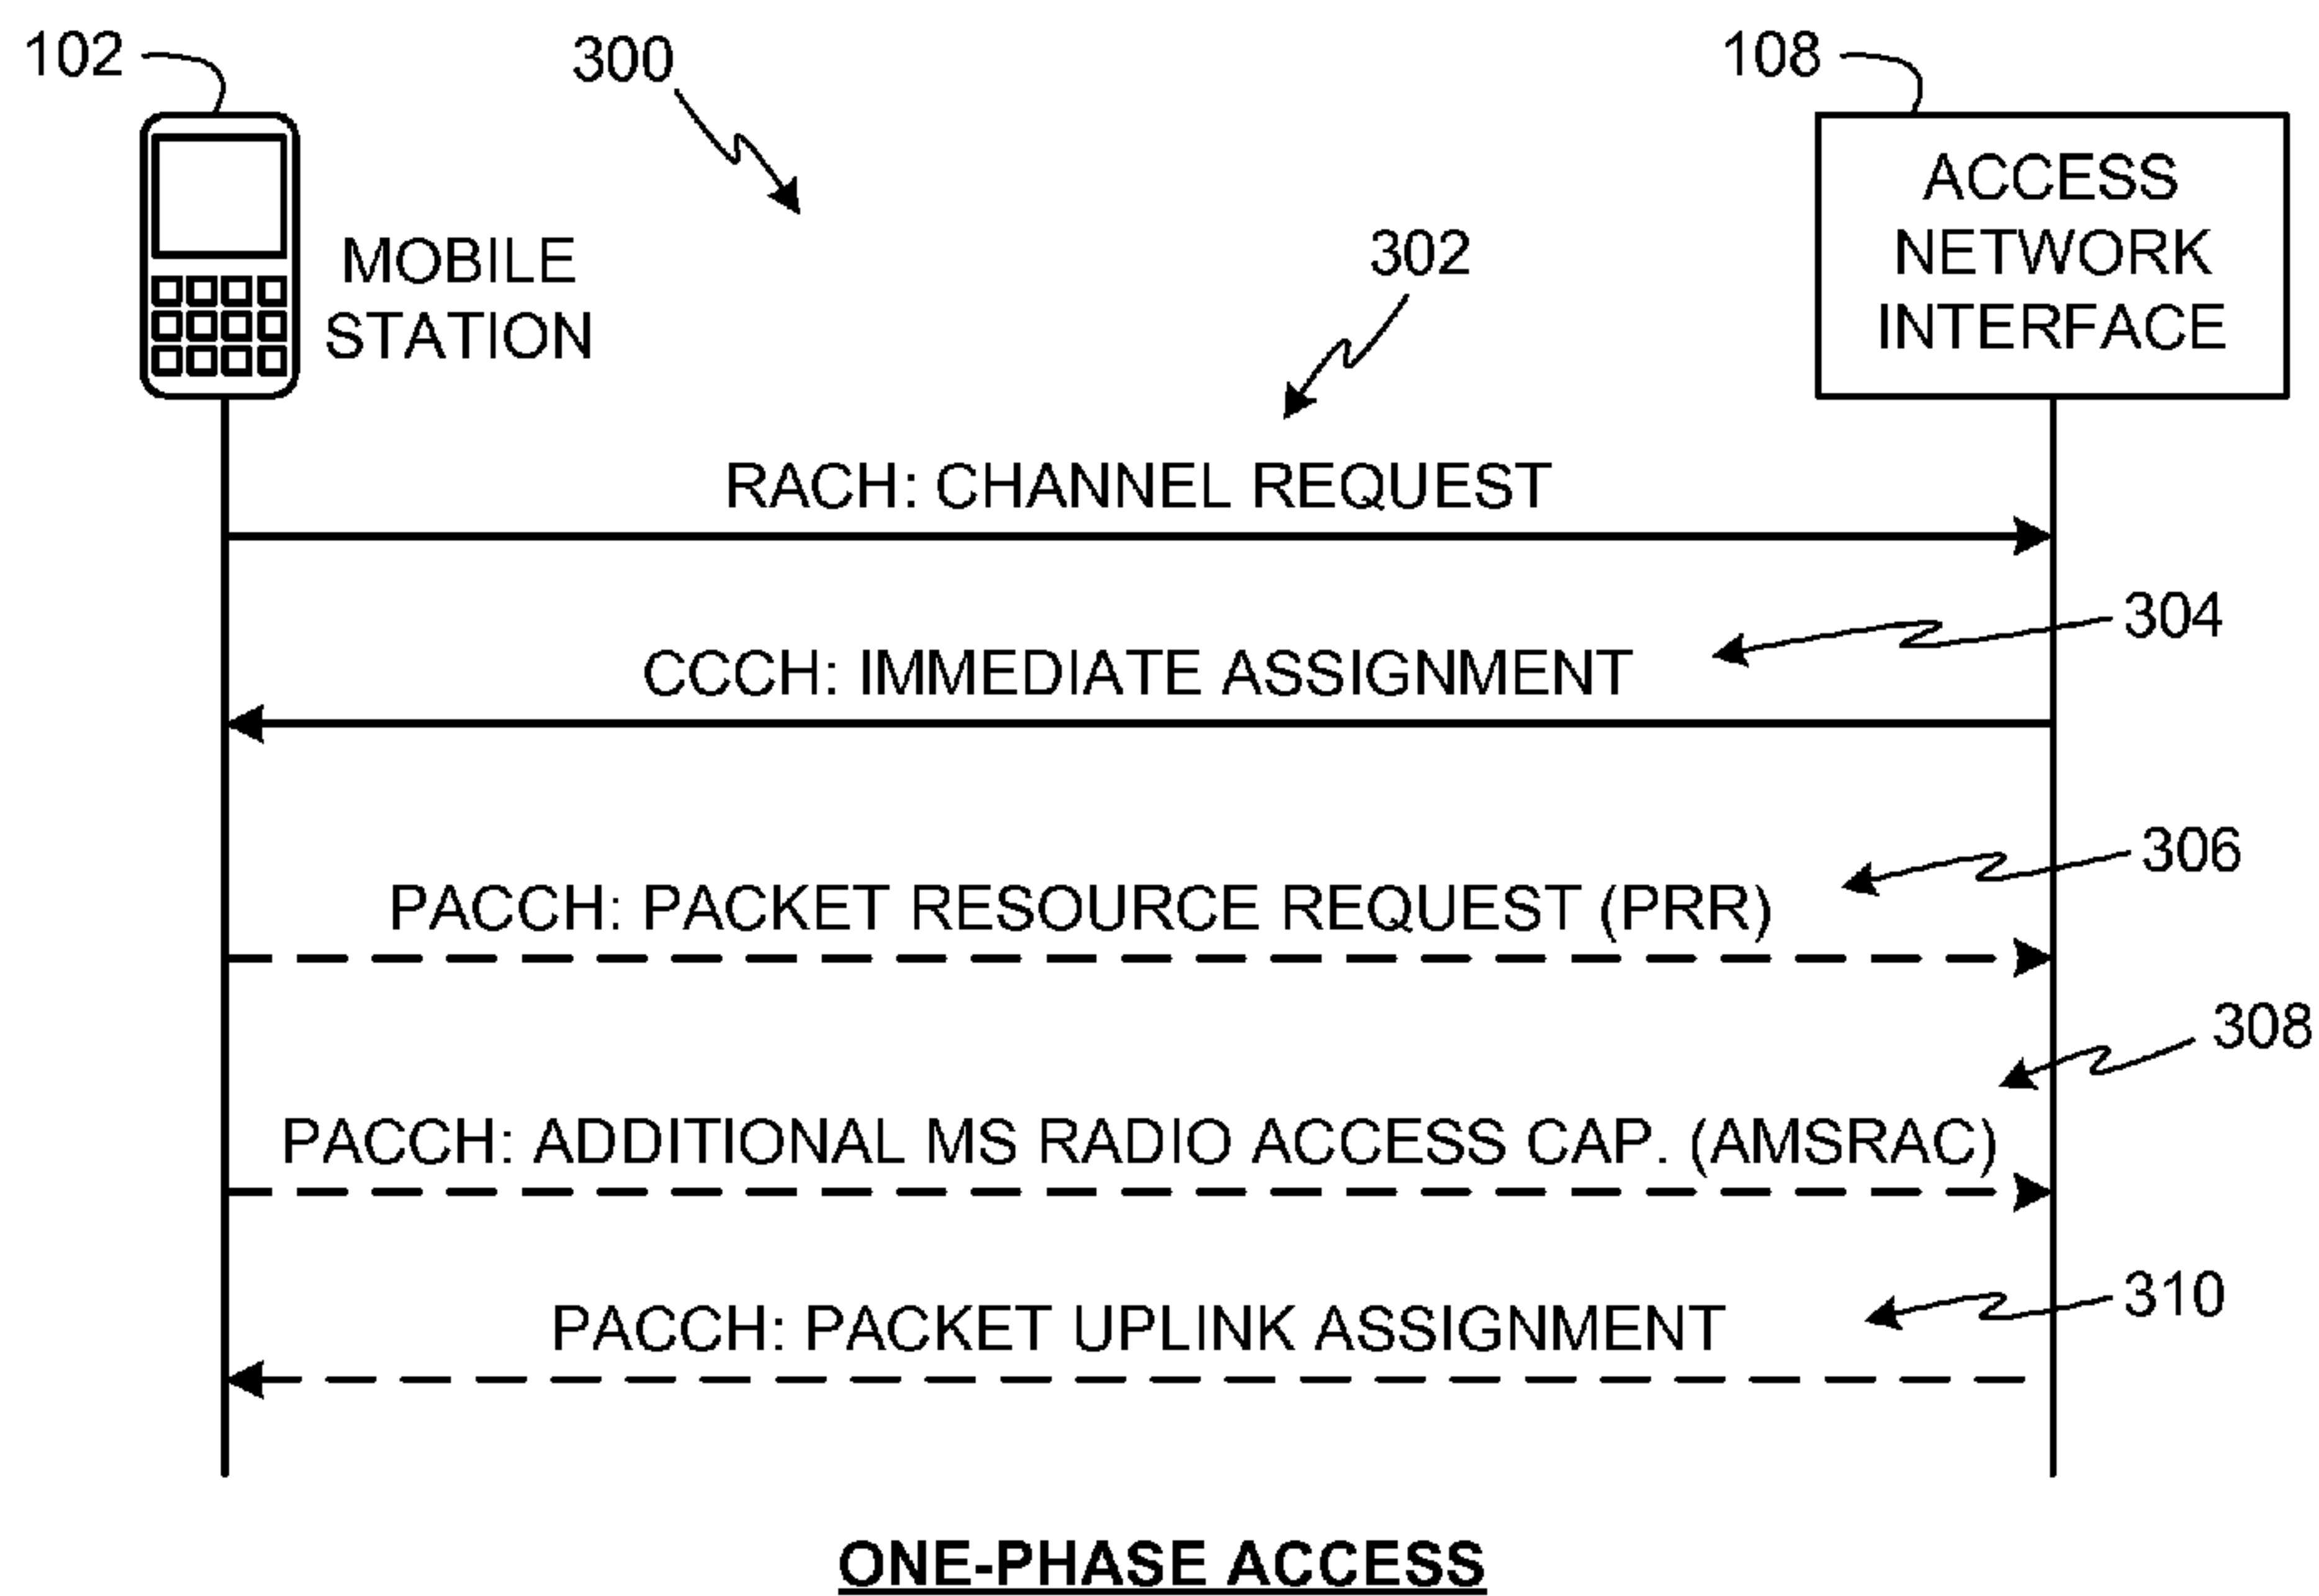 102
300
108
MOBILE
STATION
ACCESS
NETWORK
INTERFACE
302
RACH: CHANNEL REQUEST
304
CCCH: IMMEDIATE ASSIGNMENT
306
PACCH: PACKET RESOURCE REQUEST (PRR)
308
PACCH: ADDITIONAL MS RADIO ACCESS CAP. (AMSRAC)
310
PACCH: PACKET UPLINK ASSIGNMENT
ONE-PHASE ACCESS